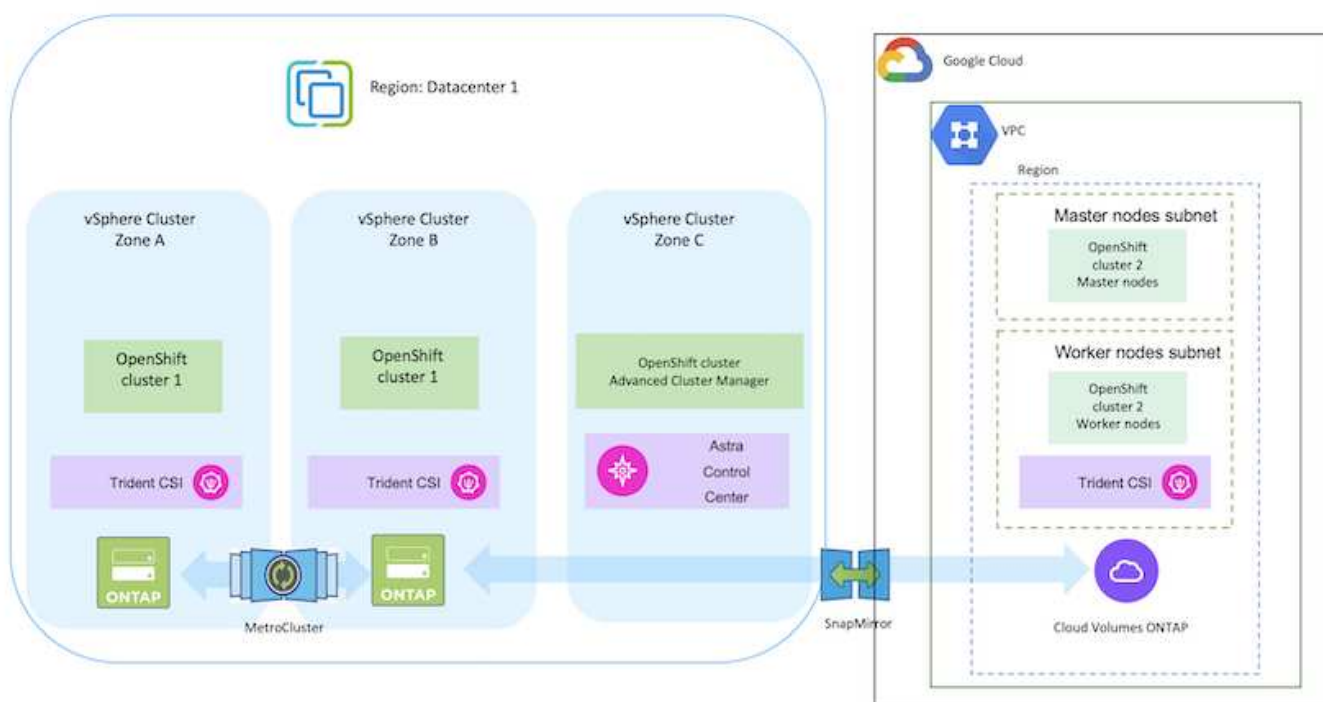 Region: Datacenter 1
vSphere Cluster
Zone A
OpenShift
cluster 1
Trident CSI
ONTAP
vSphere Cluster
Zone B
OpenShift
cluster 1
Trident CSI
ONTAP
MetroCluster
vSphere Cluster
Zone C
OpenShift cluster
Advanced Cluster Manager
Astra
Control
Center
SnapMirror
Google Cloud
VPC
Region
Master nodes subnet
OpenShift
cluster 2
Master nodes
Worker nodes subnet
OpenShift
cluster 2
Worker nodes
Trident CSI
Cloud Volumes ONTAP